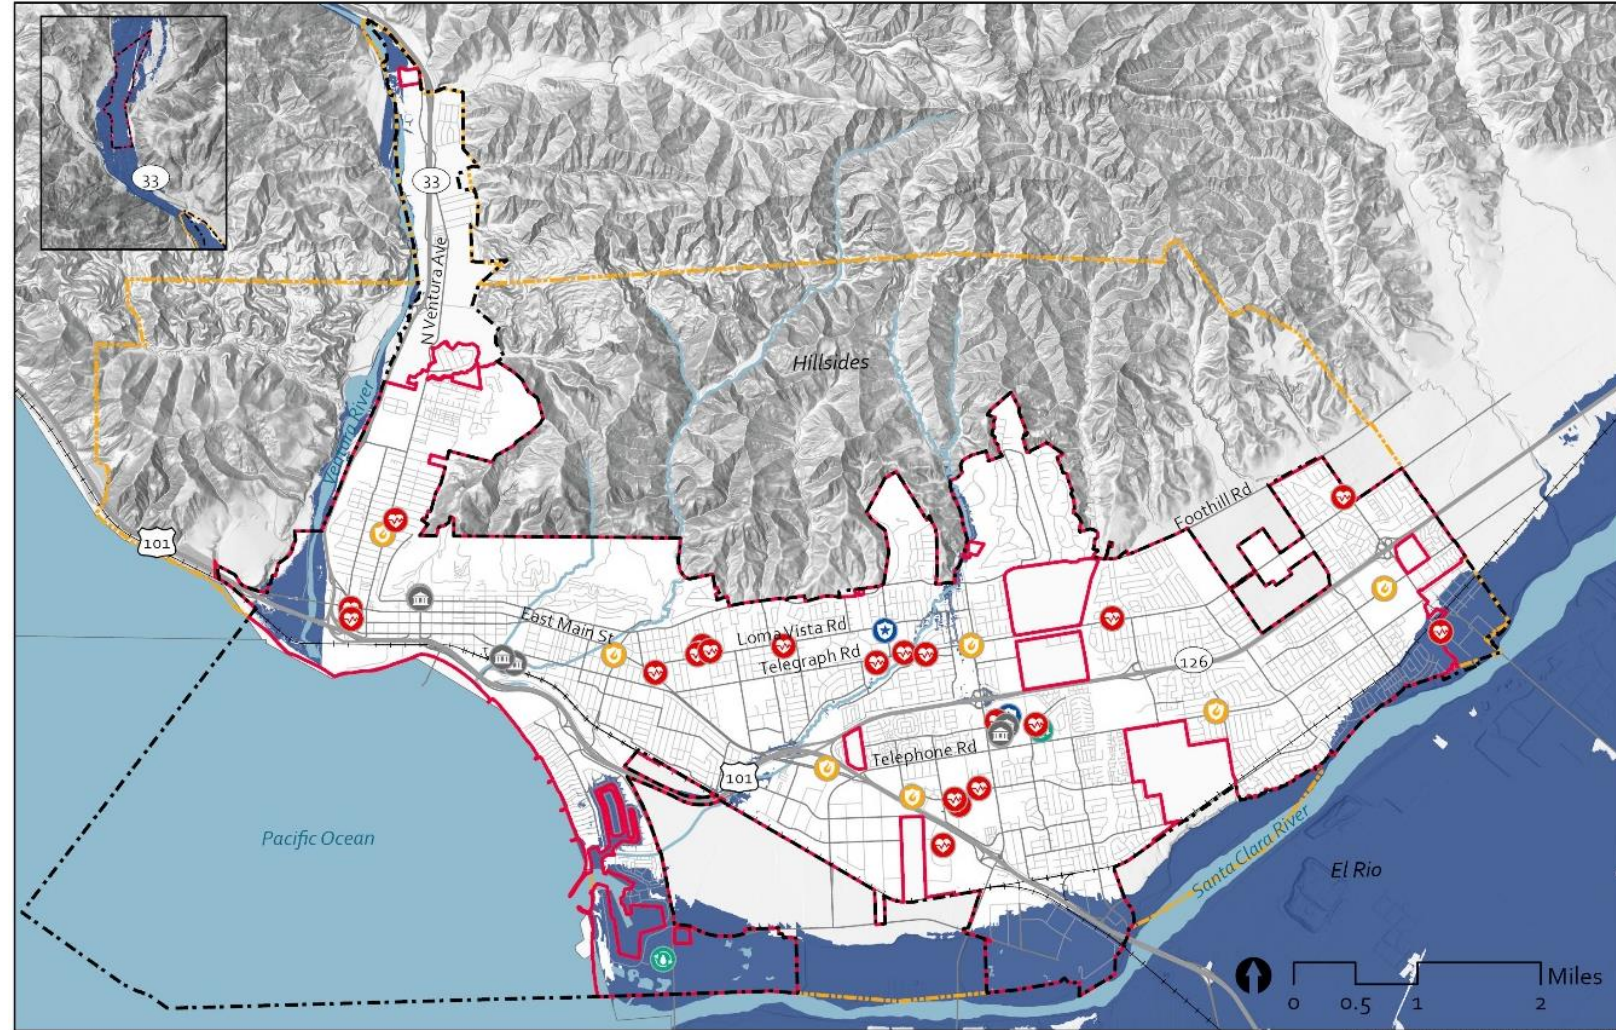 33
33
N Ventura Ave
Hillsides
Ventura River
Foothill Rd
101
East Main St
Loma Vista Rd
Telegraph Rd
126
Telephone Rd
101
Pacific Ocean
Santa Clara River
El Rio
Miles
0 0.5 1 2